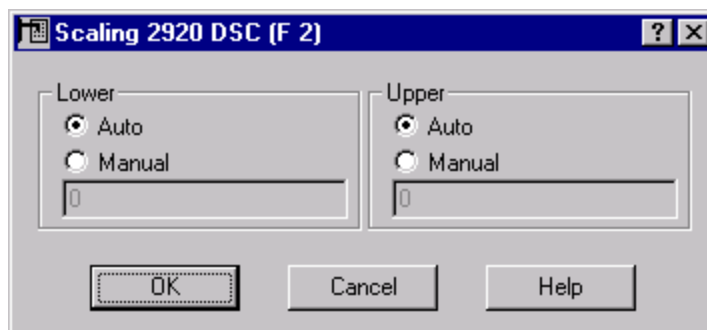 Scaling 2920 DSC (F 2)
Lower
Auto
Manual
0
Upper
Auto
Manual
0
OK Cancel Help